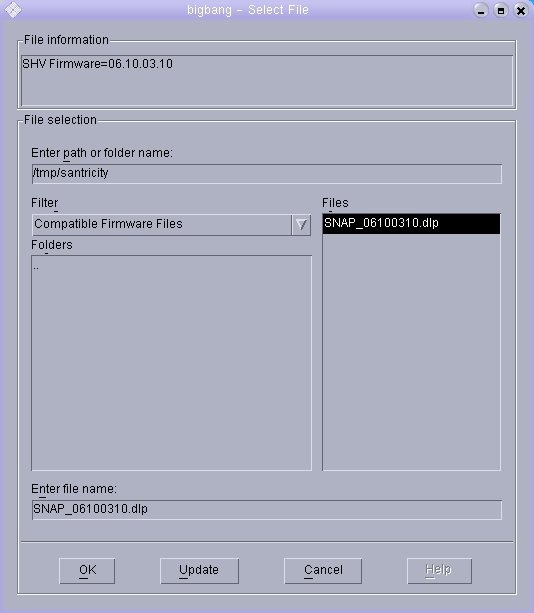 bigbang - Select File
File information
SHV Firmware=06.10.03.10
File selection
Enter path or folder name:
/tmp/santricity
Filter
Files
Compatible Firmware Files
SNAP_06100310.dlp
Folders
..
Enter file name:
SNAP_06100310.dlp
OK
Update
Cancel
Help